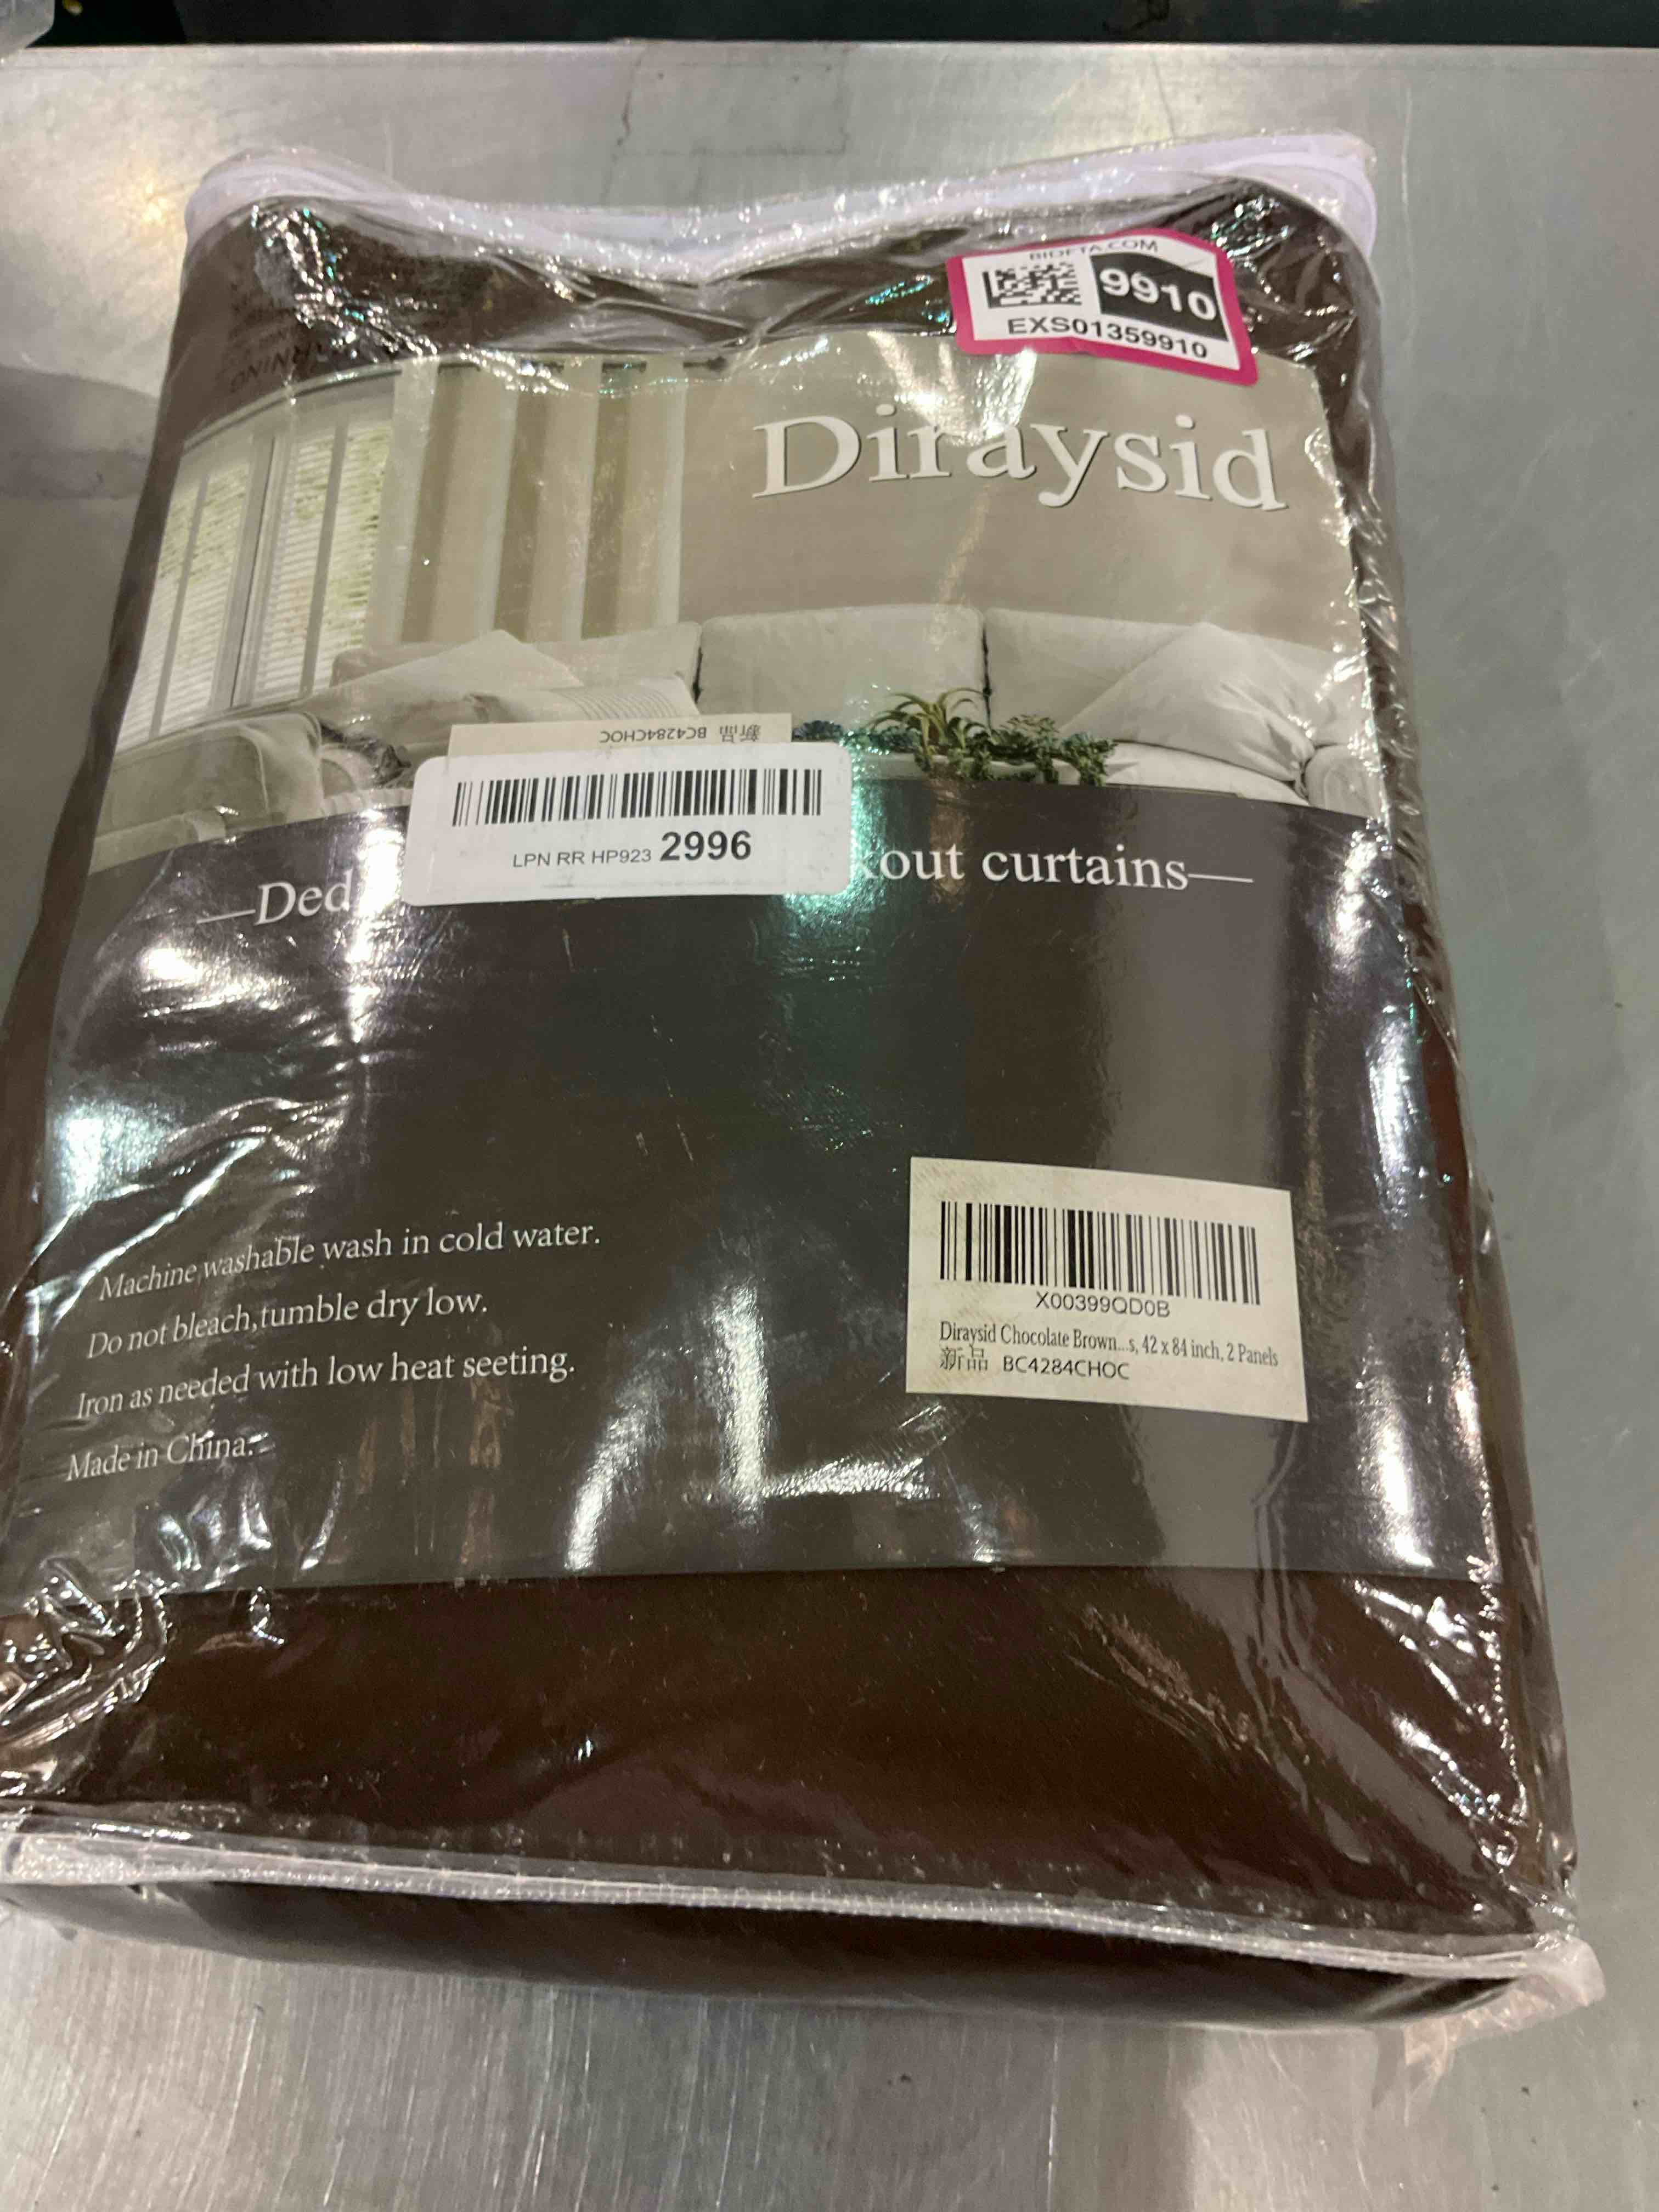 BIDFTA.COM
9910
EXS01359910
WARNING
Diraysid
新品 BC4284CHOC
LPN RR HP923 2996
—Ded
kout curtains—
Machine washable wash in cold water.
Do not bleach,tumble dry low.
Iron as needed with low heat seeting.
Made in China.
X00399QD0B
Diraysid Chocolate Brown...s, 42 x 84 inch, 2 Panels
新品 BC4284CHOC